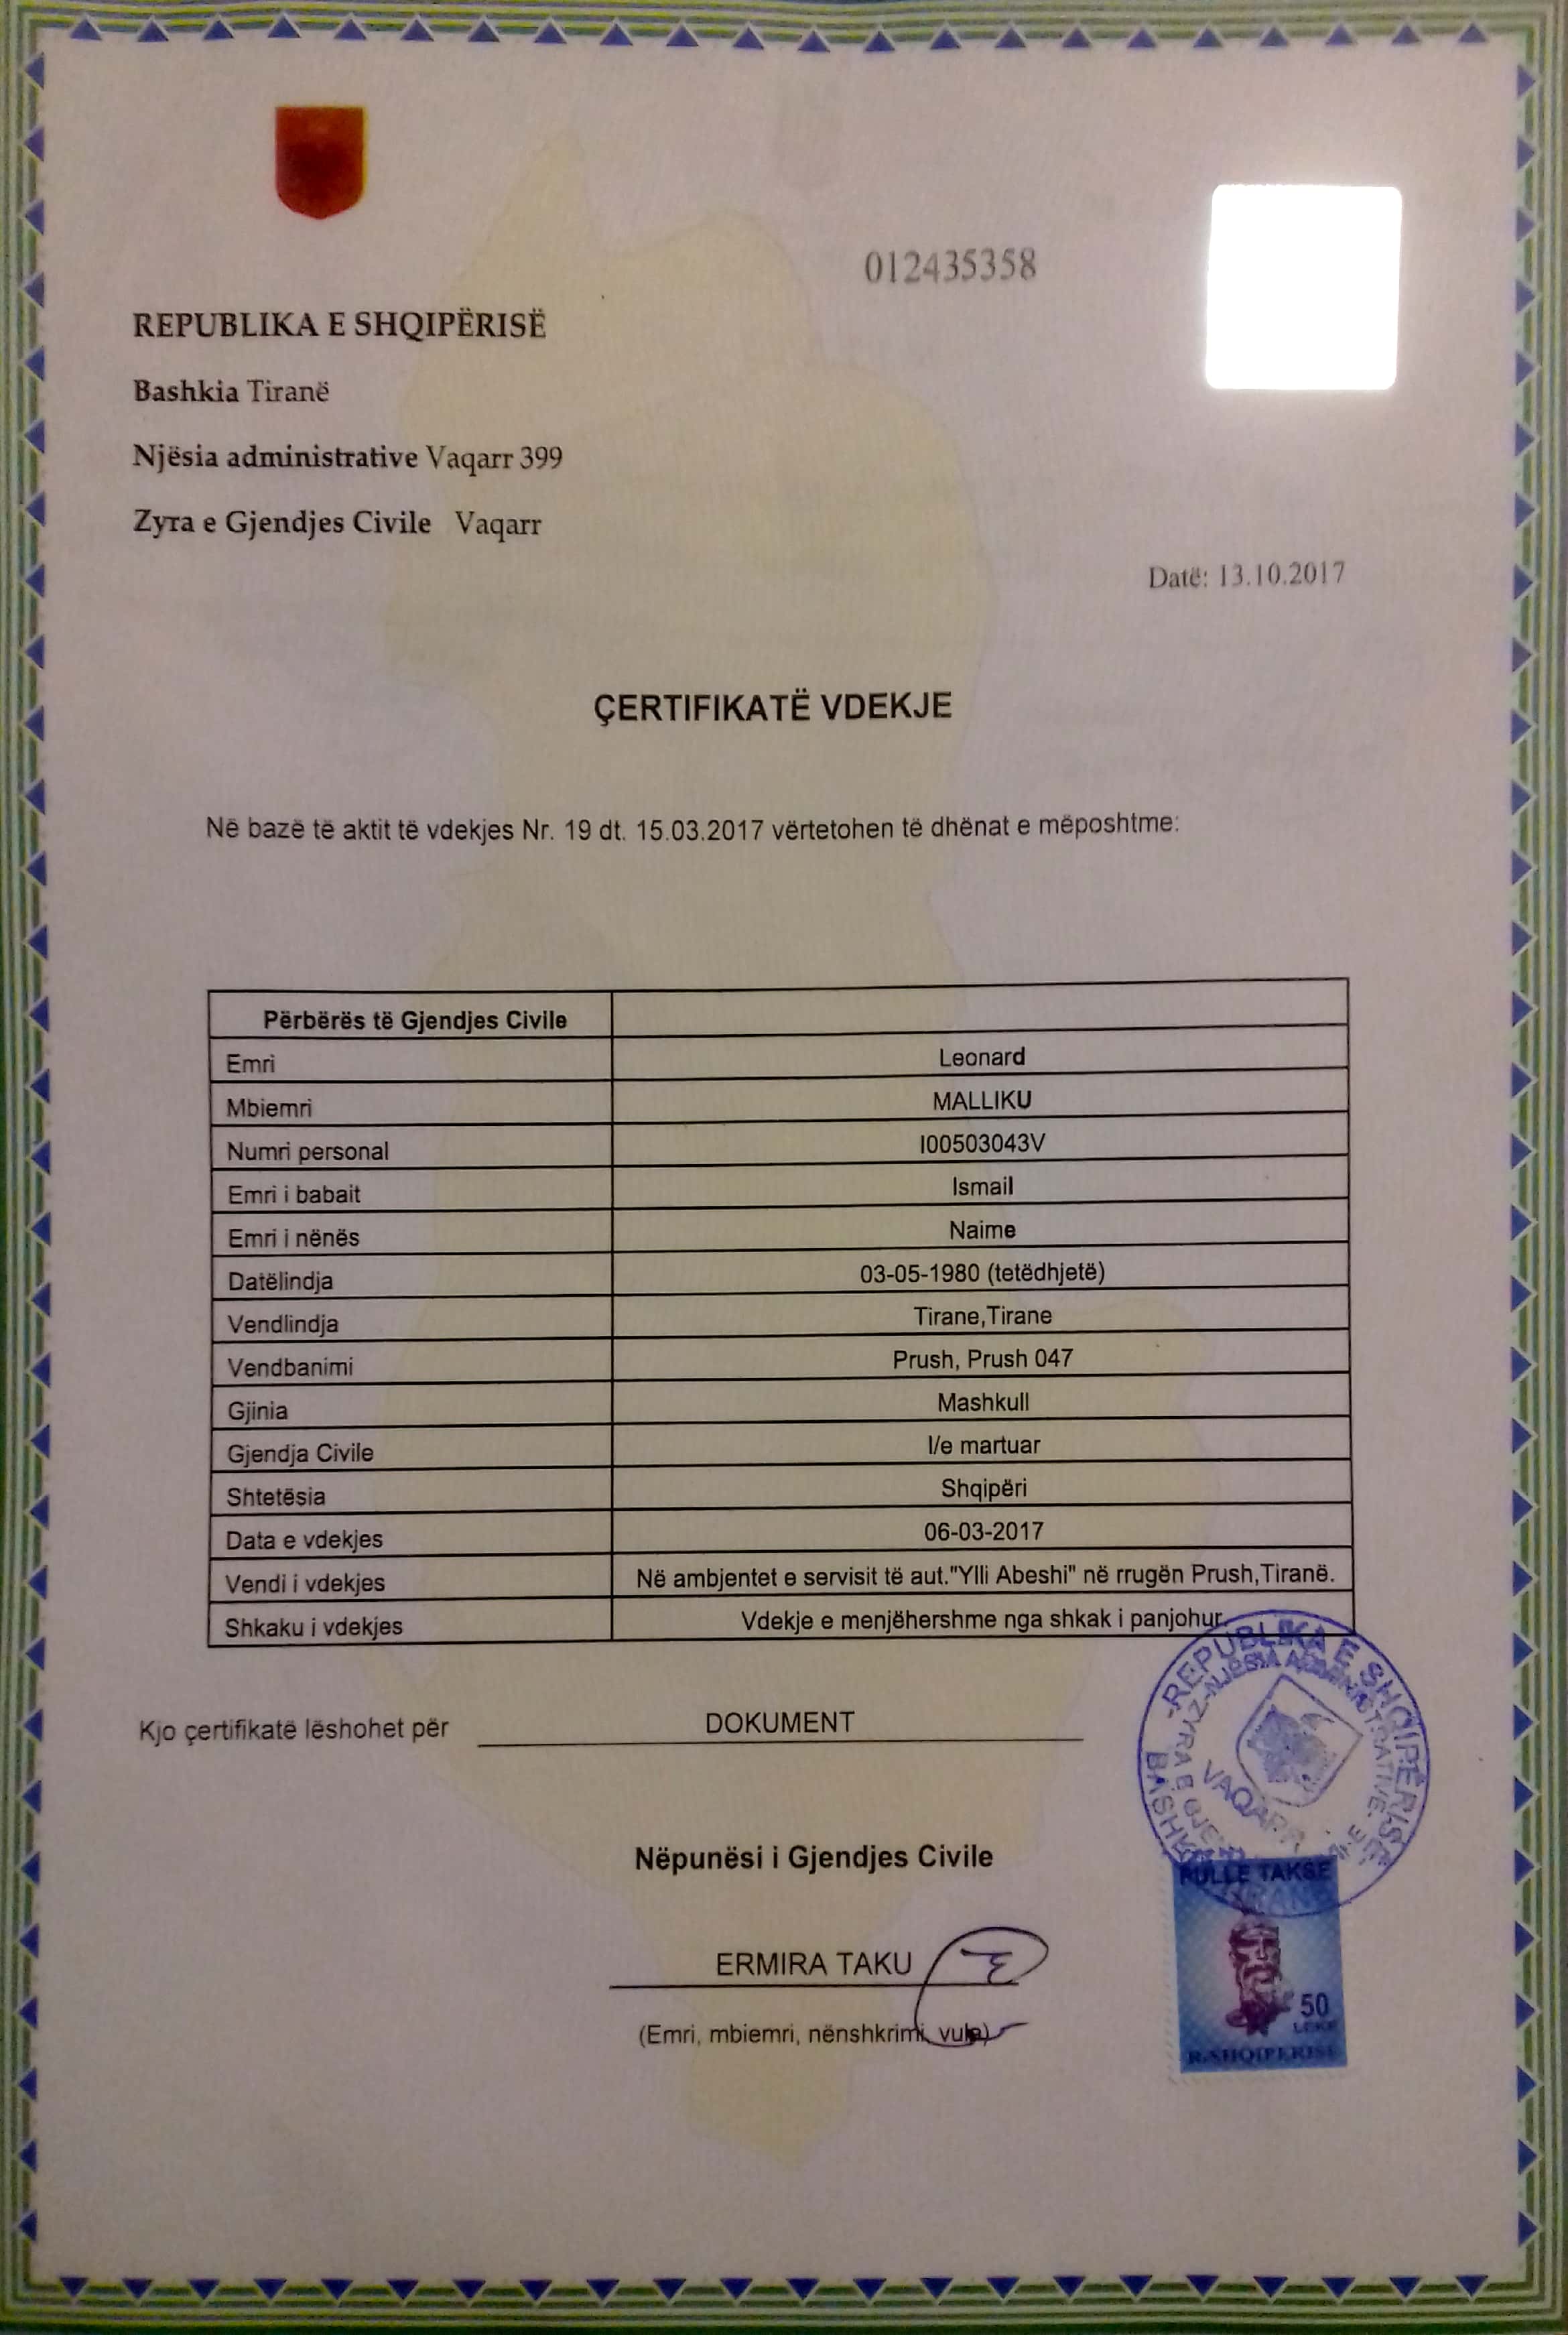 012435358
REPUBLIKA E SHQIPËRISË
Bashkia Tiranë
Njësia administrative Vaqarr 399
Zyra e Gjendjes Civile Vaqarr
Datë: 13.10.2017
ÇERTIFIKATË VDEKJE
Në bazë të aktit të vdekjes Nr. 19 dt. 15.03.2017 vërtetohen të dhënat e mëposhtme:
Përbërës të Gjendjes Civile
Emri Leonard
Mbiemri MALLIKU
Numri personal I00503043V
Emri i babait Ismail
Emri i nënës Naime
Datëlindja 03-05-1980 (tetëdhjetë)
Vendlindja Tirane,Tirane
Vendbanimi Prush, Prush 047
Gjinia Mashkull
Gjendja Civile I/e martuar
Shtetësia Shqipëri
Data e vdekjes 06-03-2017
Vendi i vdekjes Në ambjentet e servisit të aut."Ylli Abeshi" në rrugën Prush,Tiranë.
Shkaku i vdekjes Vdekje e menjëhershme nga shkak i panjohur
REPUBLIKA E SHQIPERISE
NJESIA ADMINISTRATIVE
VAQARR
Kjo çertifikatë lëshohet për DOKUMENT
Nëpunësi i Gjendjes Civile
ERMIRA TAKU
(Emri, mbiemri, nënshkrimi, vula)
PULLE TAKSE
50
LEKE
R.SHQIPERISE